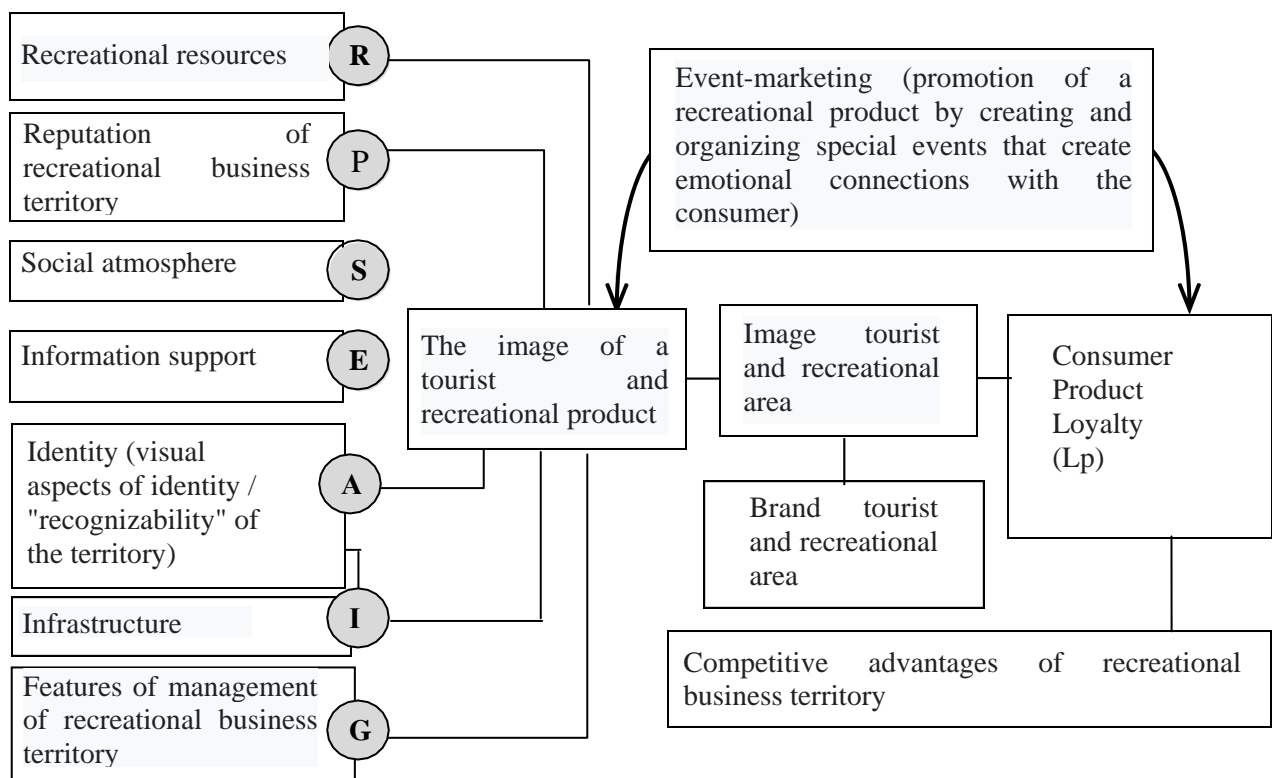 Recreational resources
R
Reputation of
recreational business
territory
P
Social atmosphere
S
Information support
E
Identity (visual
aspects of identity /
"recognizability" of
the territory)
A
Infrastructure
I
Features of management
of recreational business
territory
G
The image of a
tourist and
recreational product
Event-marketing (promotion of a
recreational product by creating and
organizing special events that create
emotional connections with the
consumer)
Image tourist
and recreational
area
Brand tourist
and recreational
area
Consumer
Product
Loyalty
(Lp)
Competitive advantages of recreational
business territory